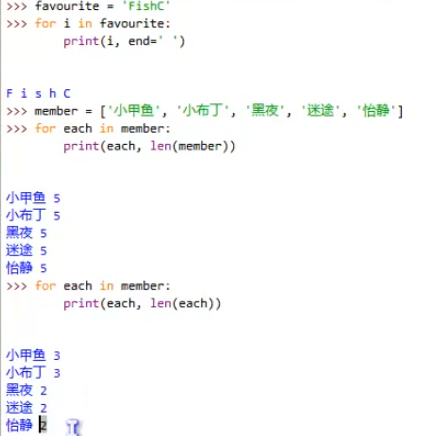 >>> favourite = 'FishC'
>>> for i in favourite:
        print(i, end=' ')
F i s h C
>>> member = ['小甲鱼', '小布丁', '黑夜', '迷途', '怡静']
>>> for each in member:
        print(each, len(member))
小甲鱼 5
小布丁 5
黑夜 5
迷途 5
怡静 5
>>> for each in member:
        print(each, len(each))
小甲鱼 3
小布丁 3
黑夜 2
迷途 2
怡静 2